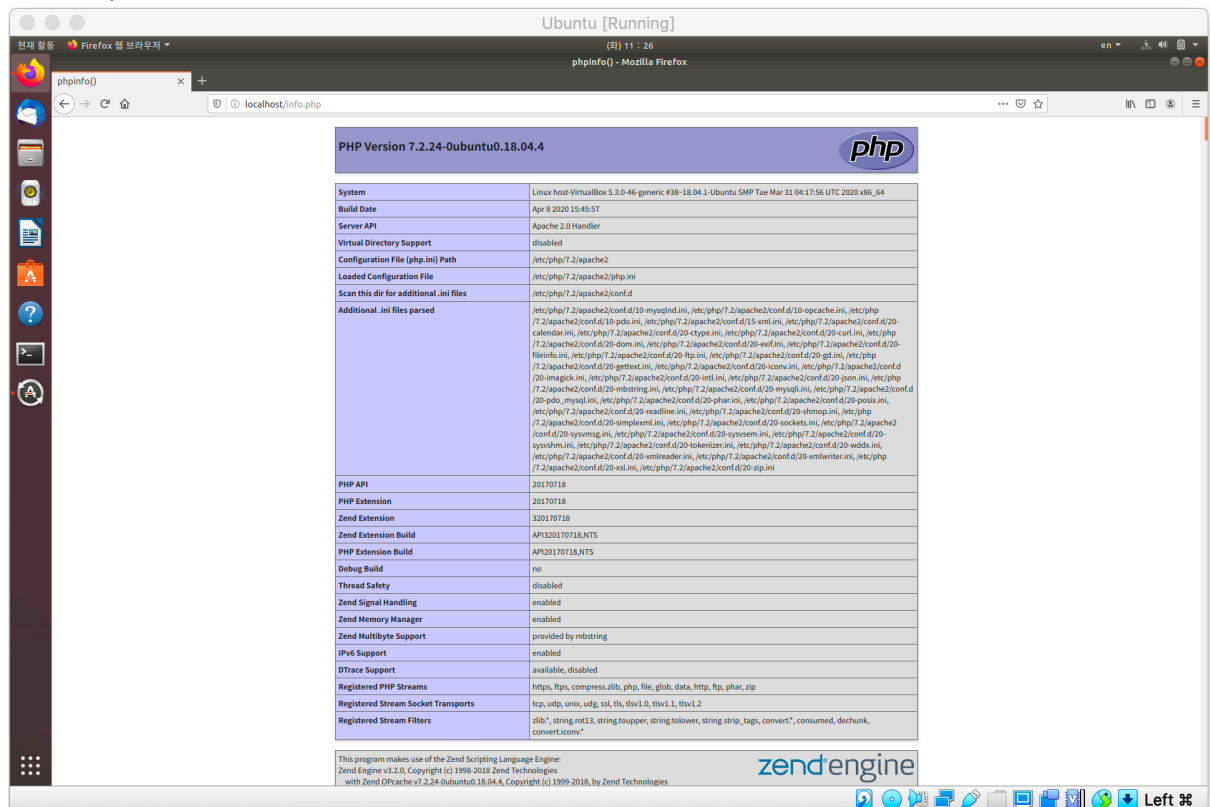 Ubuntu [Running]
현재 활동 Firefox 웹 브라우저 (화) 11 : 26 en
phpinfo() - Mozilla Firefox
phpinfo() × +
localhost/info.php
PHP Version 7.2.24-0ubuntu0.18.04.4
php
System Linux host-VirtualBox 5.3.0-46-generic #38~18.04.1-Ubuntu SMP Tue Mar 31 04:17:56 UTC 2020 x86_64
Build Date Apr 8 2020 15:45:57
Server API Apache 2.0 Handler
Virtual Directory Support disabled
Configuration File (php.ini) Path /etc/php/7.2/apache2
Loaded Configuration File /etc/php/7.2/apache2/php.ini
Scan this dir for additional .ini files /etc/php/7.2/apache2/conf.d
Additional .ini files parsed /etc/php/7.2/apache2/conf.d/10-mysqlnd.ini, /etc/php/7.2/apache2/conf.d/10-opcache.ini, /etc/php
/7.2/apache2/conf.d/10-pdo.ini, /etc/php/7.2/apache2/conf.d/15-xml.ini, /etc/php/7.2/apache2/conf.d/20-
calendar.ini, /etc/php/7.2/apache2/conf.d/20-ctype.ini, /etc/php/7.2/apache2/conf.d/20-curl.ini, /etc/php
/7.2/apache2/conf.d/20-dom.ini, /etc/php/7.2/apache2/conf.d/20-exif.ini, /etc/php/7.2/apache2/conf.d/20-
fileinfo.ini, /etc/php/7.2/apache2/conf.d/20-ftp.ini, /etc/php/7.2/apache2/conf.d/20-gd.ini, /etc/php
/7.2/apache2/conf.d/20-gettext.ini, /etc/php/7.2/apache2/conf.d/20-iconv.ini, /etc/php/7.2/apache2/conf.d
/20-imagick.ini, /etc/php/7.2/apache2/conf.d/20-intl.ini, /etc/php/7.2/apache2/conf.d/20-json.ini, /etc/php
/7.2/apache2/conf.d/20-mbstring.ini, /etc/php/7.2/apache2/conf.d/20-mysqli.ini, /etc/php/7.2/apache2/conf.d
/20-pdo_mysql.ini, /etc/php/7.2/apache2/conf.d/20-phar.ini, /etc/php/7.2/apache2/conf.d/20-posix.ini,
/etc/php/7.2/apache2/conf.d/20-readline.ini, /etc/php/7.2/apache2/conf.d/20-shmop.ini, /etc/php
/7.2/apache2/conf.d/20-simplexml.ini, /etc/php/7.2/apache2/conf.d/20-sockets.ini, /etc/php/7.2/apache2
/conf.d/20-sysvmsg.ini, /etc/php/7.2/apache2/conf.d/20-sysvsem.ini, /etc/php/7.2/apache2/conf.d/20-
sysvshm.ini, /etc/php/7.2/apache2/conf.d/20-tokenizer.ini, /etc/php/7.2/apache2/conf.d/20-wddx.ini,
/etc/php/7.2/apache2/conf.d/20-xmlreader.ini, /etc/php/7.2/apache2/conf.d/20-xmlwriter.ini, /etc/php
/7.2/apache2/conf.d/20-xsl.ini, /etc/php/7.2/apache2/conf.d/20-zip.ini
PHP API 20170718
PHP Extension 20170718
Zend Extension 320170718
Zend Extension Build API320170718,NTS
PHP Extension Build API20170718,NTS
Debug Build no
Thread Safety disabled
Zend Signal Handling enabled
Zend Memory Manager enabled
Zend Multibyte Support provided by mbstring
IPv6 Support enabled
DTrace Support available, disabled
Registered PHP Streams https, ftps, compress.zlib, php, file, glob, data, http, ftp, phar, zip
Registered Stream Socket Transports tcp, udp, unix, udg, ssl, tls, tlsv1.0, tlsv1.1, tlsv1.2
Registered Stream Filters zlib.*, string.rot13, string.toupper, string.tolower, string.strip_tags, convert.*, consumed, dechunk,
convert.iconv.*
This program makes use of the Zend Scripting Language Engine:
Zend Engine v3.2.0, Copyright (c) 1998-2018 Zend Technologies
with Zend OPcache v7.2.24-0ubuntu0.18.04.4, Copyright (c) 1999-2018, by Zend Technologies
zend engine
Left ⌘